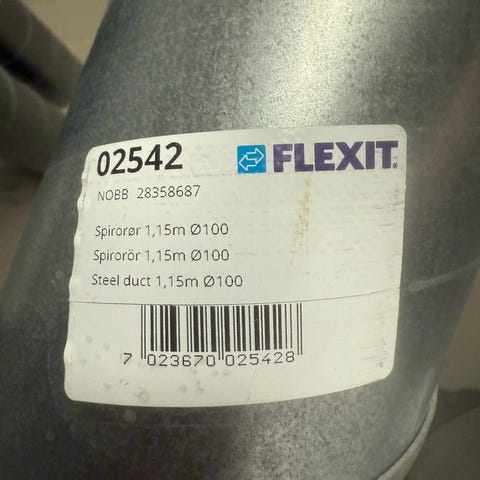 02542
FLEXIT.
NOBB 28358687
Spirorør 1,15m Ø100
Spirorör 1,15m Ø100
Steel duct 1,15m Ø100
7 023670 025428